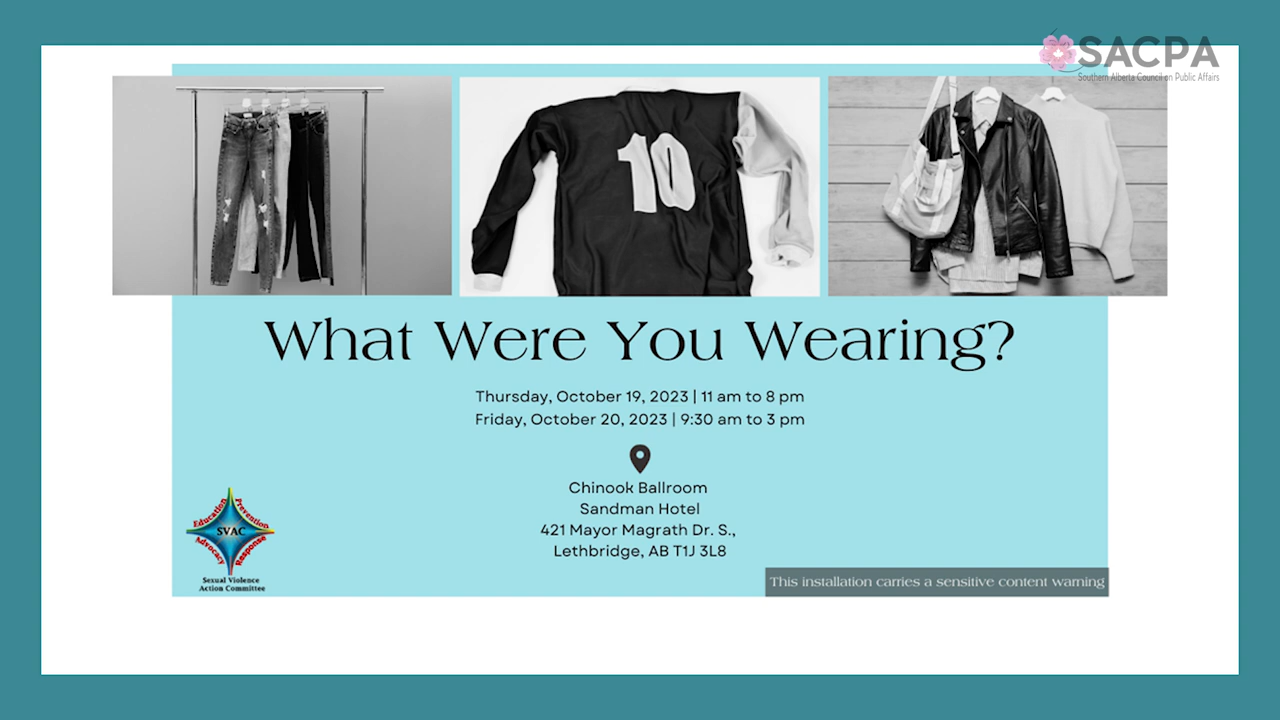 SACPA
Southern Alberta Council on Public Affairs
10
What Were You Wearing?
Thursday, October 19, 2023 | 11 am to 8 pm
Friday, October 20, 2023 | 9:30 am to 3 pm
Chinook Ballroom
Sandman Hotel
421 Mayor Magrath Dr. S.,
Lethbridge, AB T1J 3L8
Education
Prevention
SVAC
Advocacy
Response
Sexual Violence
Action Committee
This installation carries a sensitive content warning